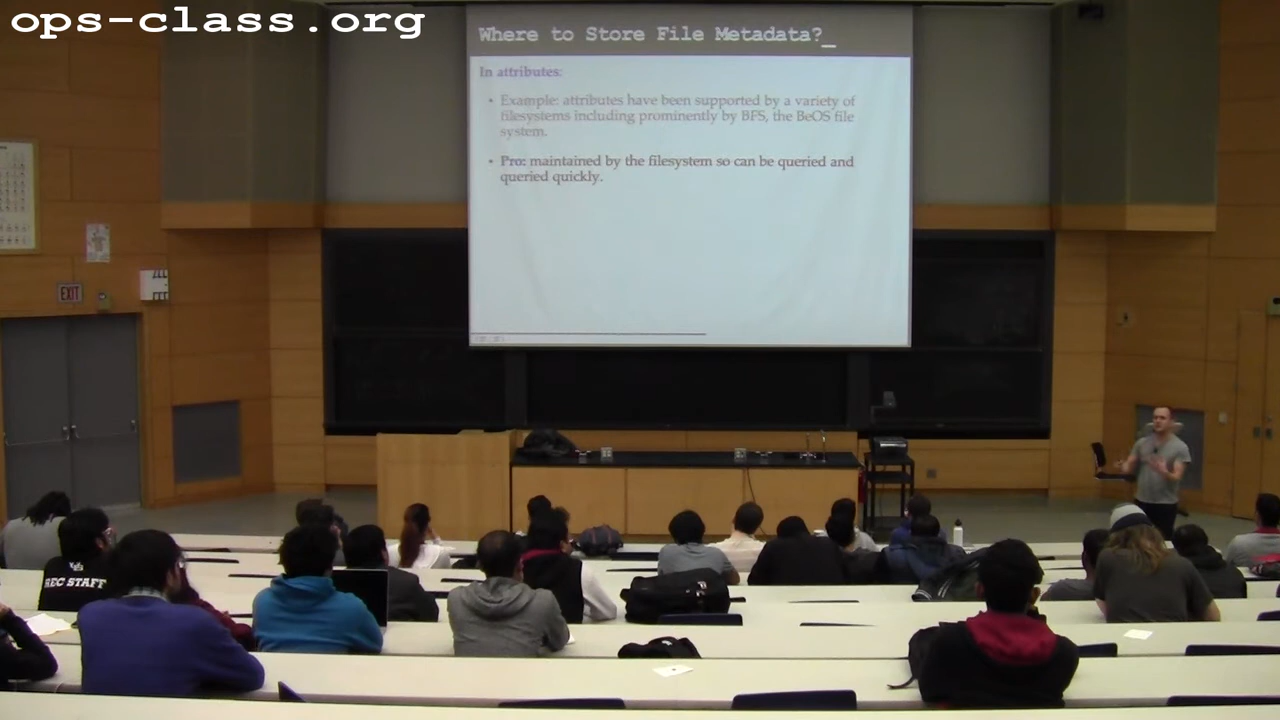 ops-class.org
Where to Store File Metadata?_
In attributes:
• Example: attributes have been supported by a variety of
filesystems including prominently by BFS, the BeOS file
system.
• Pro: maintained by the filesystem so can be queried and
queried quickly.
EXIT
REC STAFF